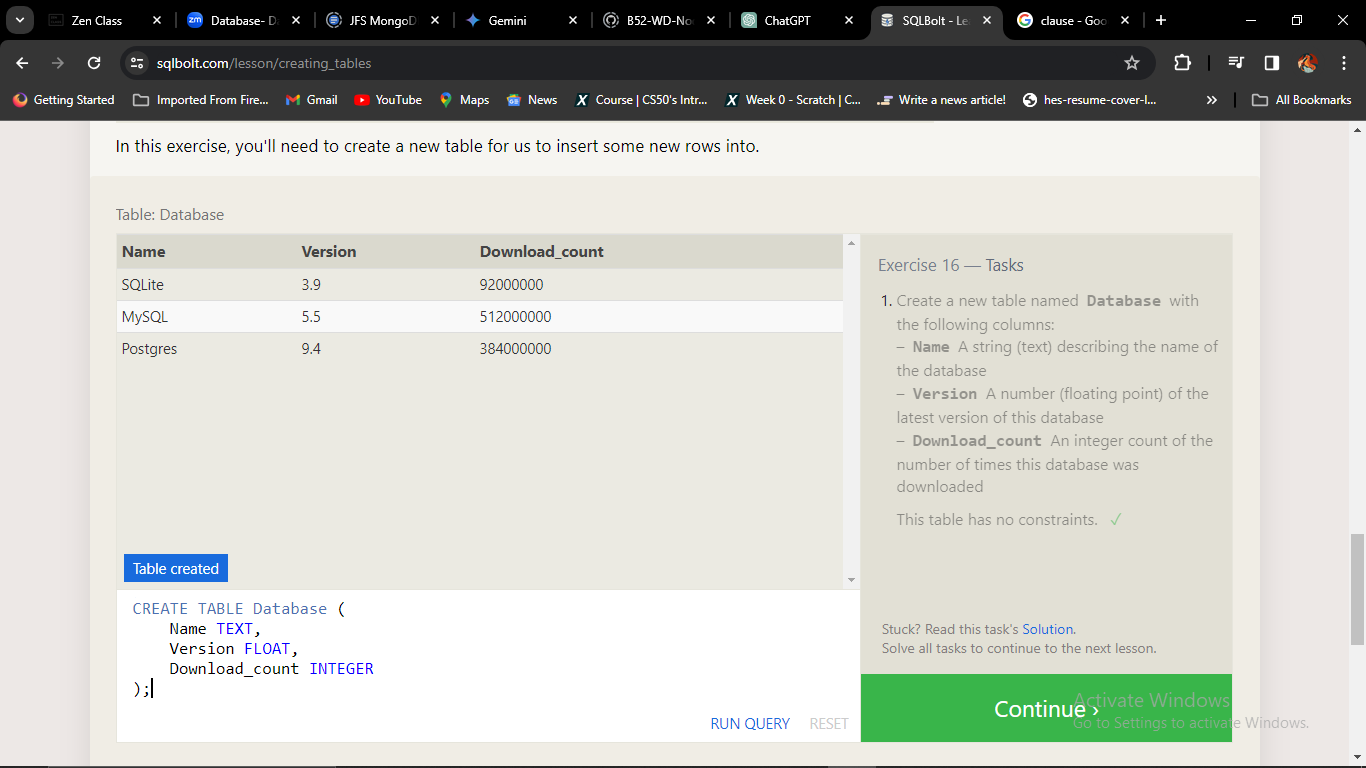 Zen Class
zm Database- D
JFS MongoD
Gemini
B52-WD-No
ChatGPT
SQLBolt - Le
clause - Goo
sqlbolt.com/lesson/creating_tables
Getting Started
Imported From Fire...
Gmail
YouTube
Maps
News
X Course | CS50's Intr...
X Week 0 - Scratch | C...
Write a news article!
hes-resume-cover-l...
»
All Bookmarks
In this exercise, you'll need to create a new table for us to insert some new rows into.
Table: Database
Name Version Download_count
SQLite 3.9 92000000
MySQL 5.5 512000000
Postgres 9.4 384000000
Table created
CREATE TABLE Database (
Name TEXT,
Version FLOAT,
Download_count INTEGER
);
RUN QUERY RESET
Exercise 16 — Tasks
1. Create a new table named Database with
the following columns:
– Name A string (text) describing the name of
the database
– Version A number (floating point) of the
latest version of this database
– Download_count An integer count of the
number of times this database was
downloaded
This table has no constraints. ✓
Stuck? Read this task's Solution.
Solve all tasks to continue to the next lesson.
Continue ›
Activate Windows
Go to Settings to activate Windows.